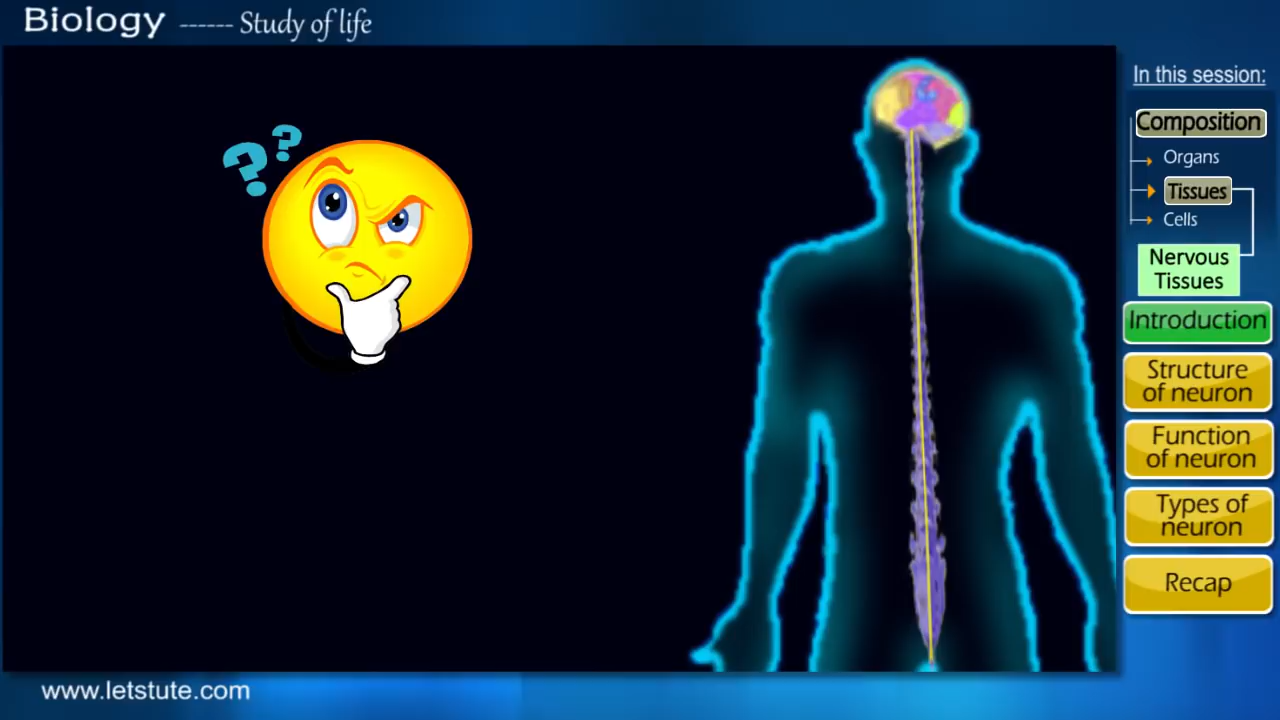 Biology ------ Study of life
In this session:
Composition
Organs
Tissues
Cells
Nervous
Tissues
Introduction
Structure
of neuron
Function
of neuron
Types of
neuron
Recap
? ?
www.letstute.com